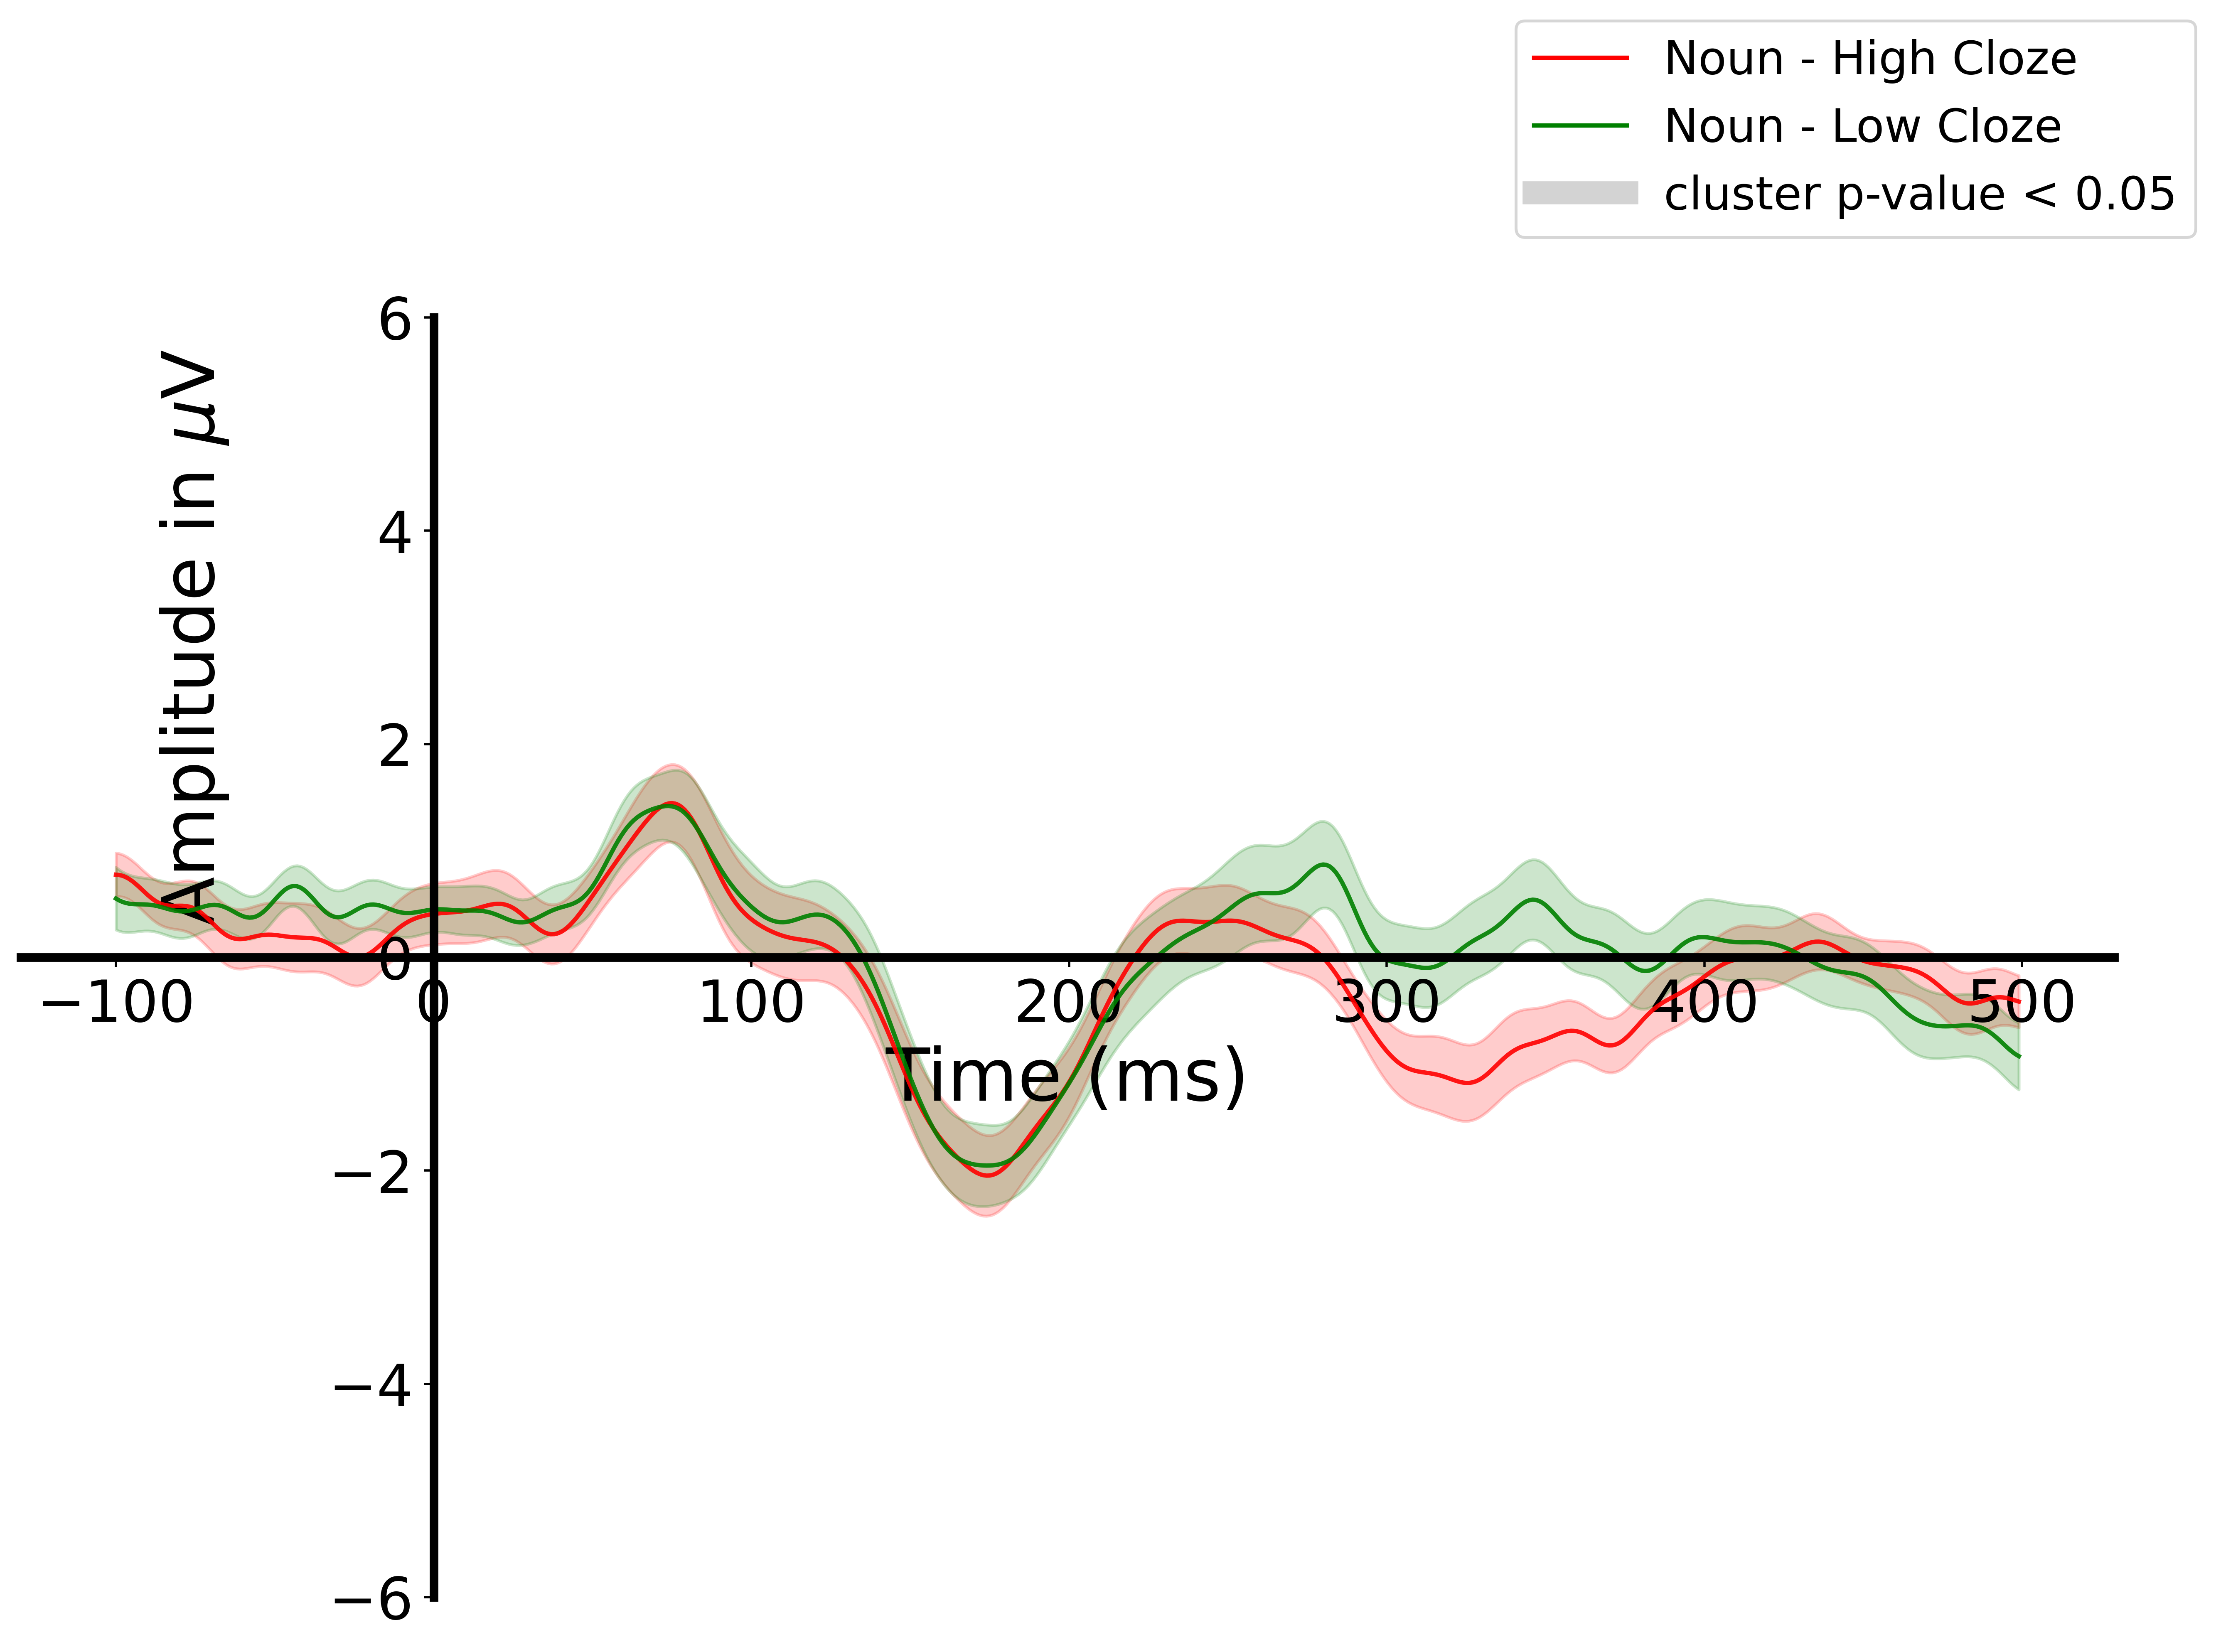 Noun - High Cloze
Noun - Low Cloze
cluster p-value < 0.05
Amplitude in μV
6
4
2
0
−2
−4
−6
−100 0 100 200 300 400 500
Time (ms)